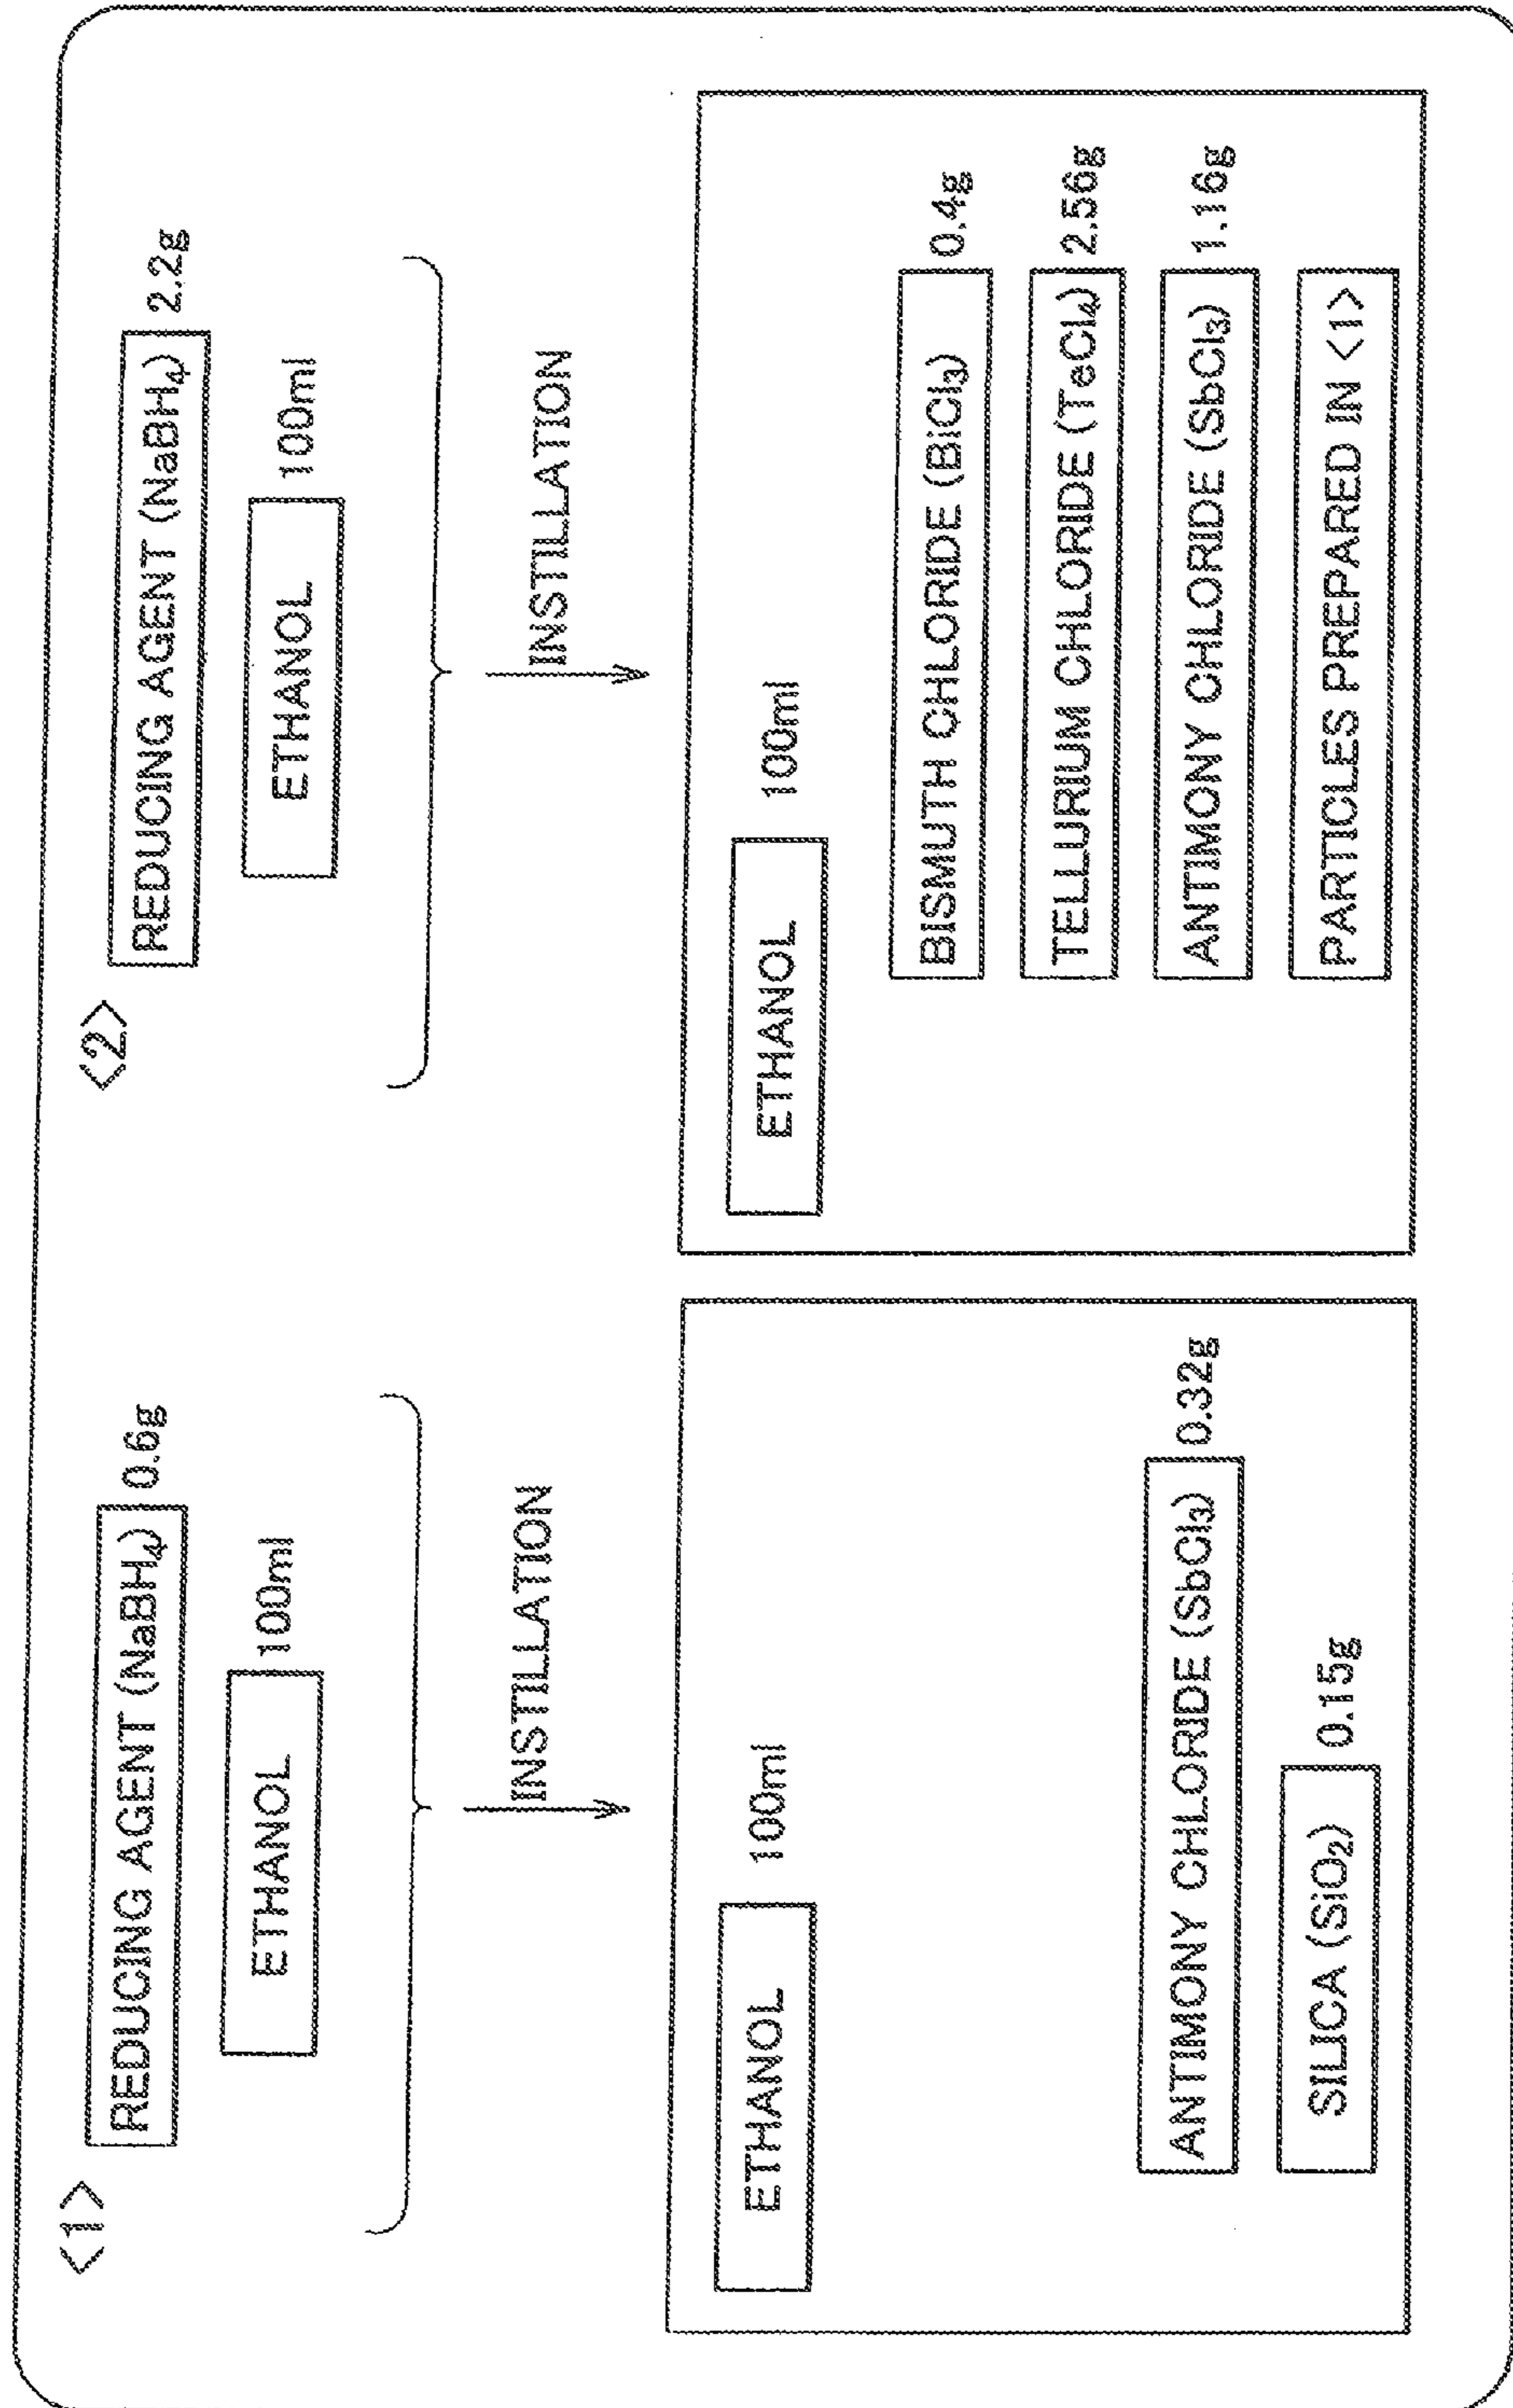 <1>
REDUCING AGENT (NaBH₄) 0.6g
ETHANOL 100ml
INSTILLATION
ETHANOL 100ml
ANTIMONY CHLORIDE (SbCl₃) 0.32g
SILICA (SiO₂) 0.15g
<2>
REDUCING AGENT (NaBH₄) 2.2g
ETHANOL 100ml
INSTILLATION
ETHANOL 100ml
BISMUTH CHLORIDE (BiCl₃) 0.4g
TELLURIUM CHLORIDE (TeCl₄) 2.56g
ANTIMONY CHLORIDE (SbCl₃) 1.16g
PARTICLES PREPARED IN <1>